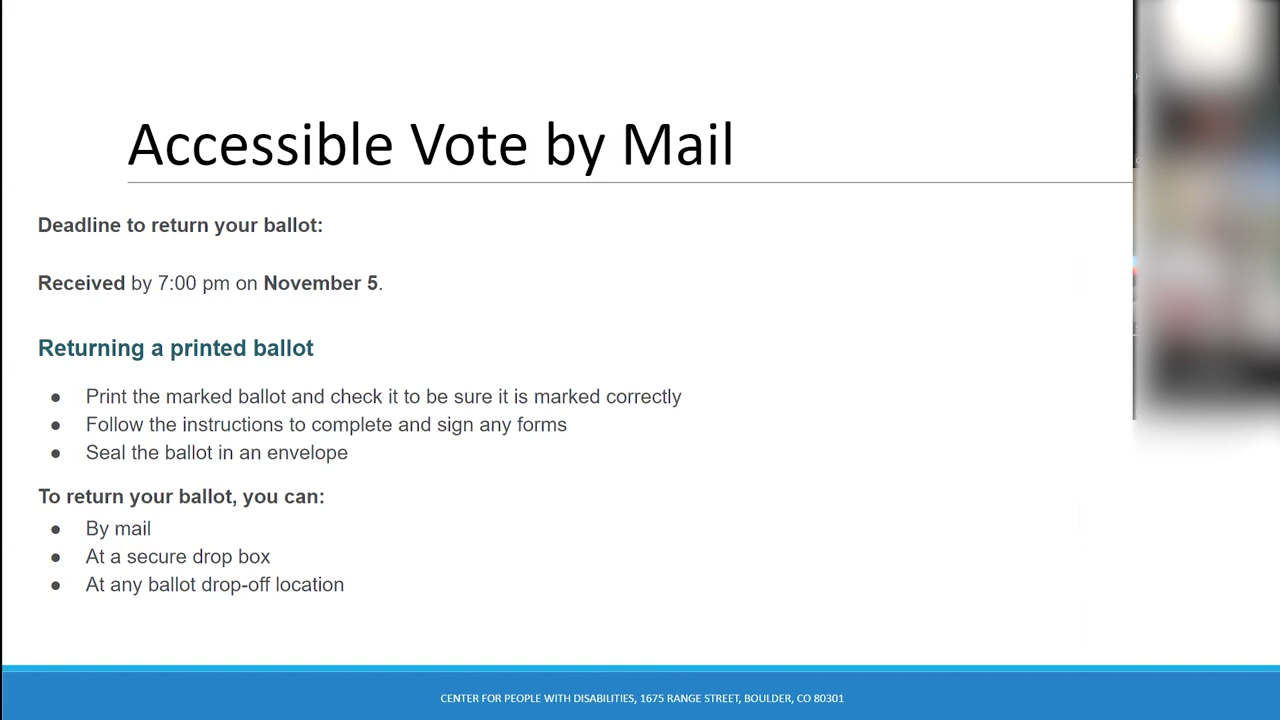 Accessible Vote by Mail
Deadline to return your ballot:
Received by 7:00 pm on November 5.
Returning a printed ballot
● Print the marked ballot and check it to be sure it is marked correctly
● Follow the instructions to complete and sign any forms
● Seal the ballot in an envelope
To return your ballot, you can:
● By mail
● At a secure drop box
● At any ballot drop-off location
CENTER FOR PEOPLE WITH DISABILITIES, 1675 RANGE STREET, BOULDER, CO 80301